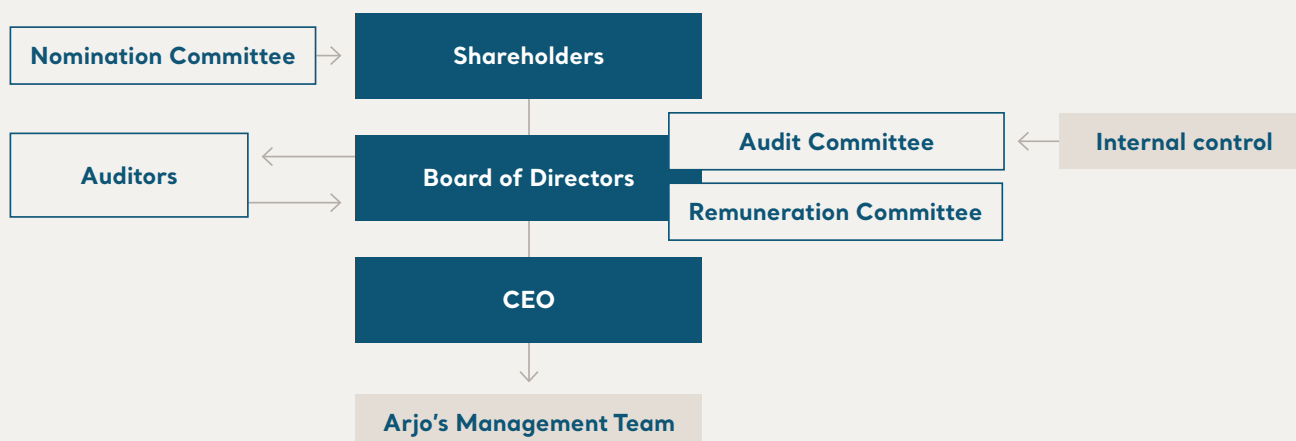 Nomination Committee
Shareholders
Auditors
Board of Directors
Audit Committee
Internal control
Remuneration Committee
CEO
Arjo's Management Team